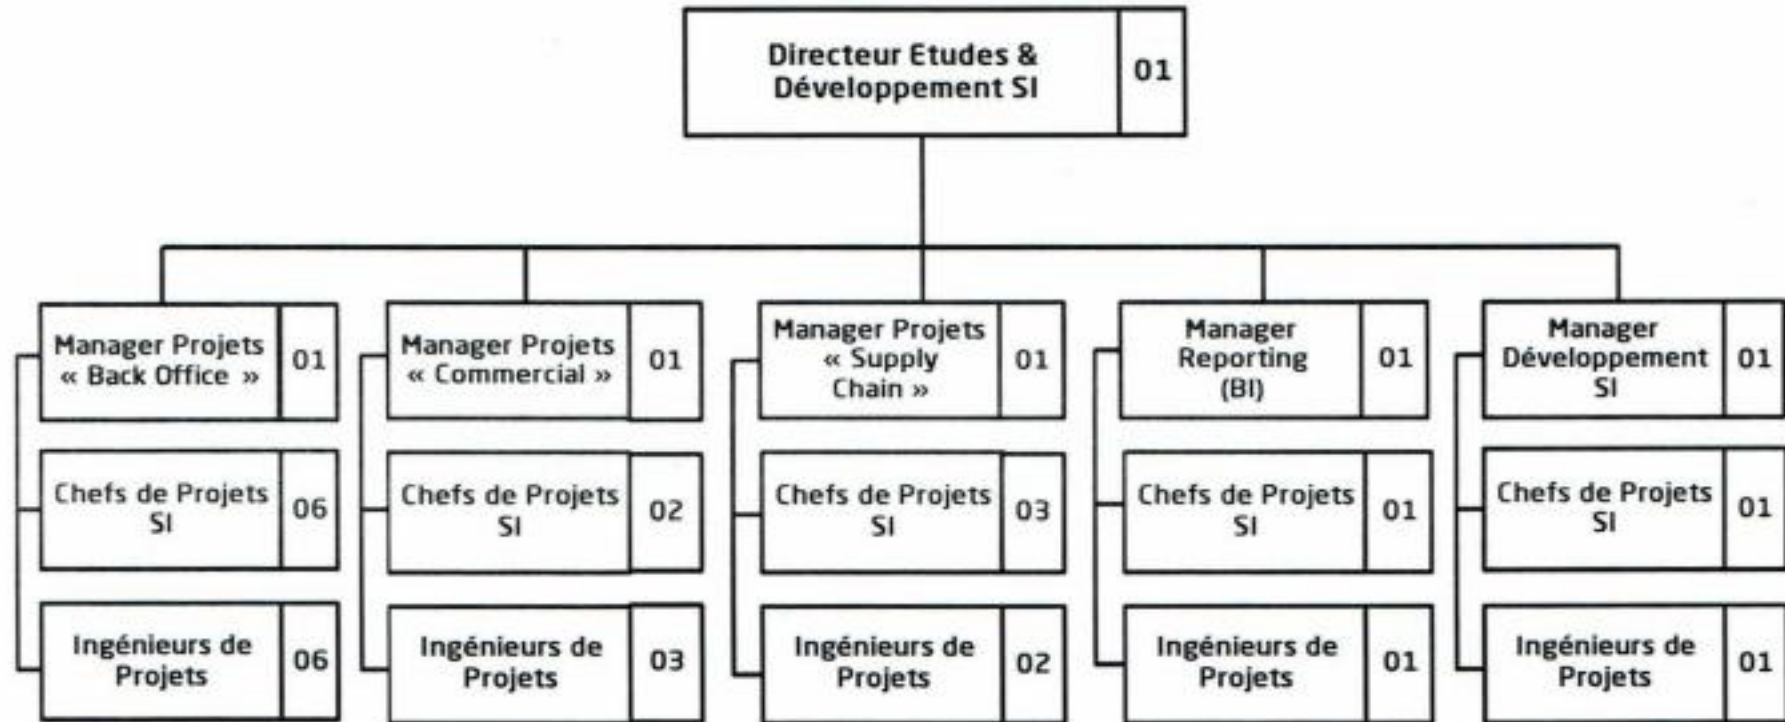 Directeur Etudes &
Développement SI
01
Manager Projets
« Back Office »
01
Manager Projets
« Commercial »
01
Manager Projets
« Supply
Chain »
01
Manager
Reporting
(BI)
01
Manager
Développement
SI
01
Chefs de Projets
SI
06
Chefs de Projets
SI
02
Chefs de Projets
SI
03
Chefs de Projets
SI
01
Chefs de Projets
SI
01
Ingénieurs de
Projets
06
Ingénieurs de
Projets
03
Ingénieurs de
Projets
02
Ingénieurs de
Projets
01
Ingénieurs de
Projets
01